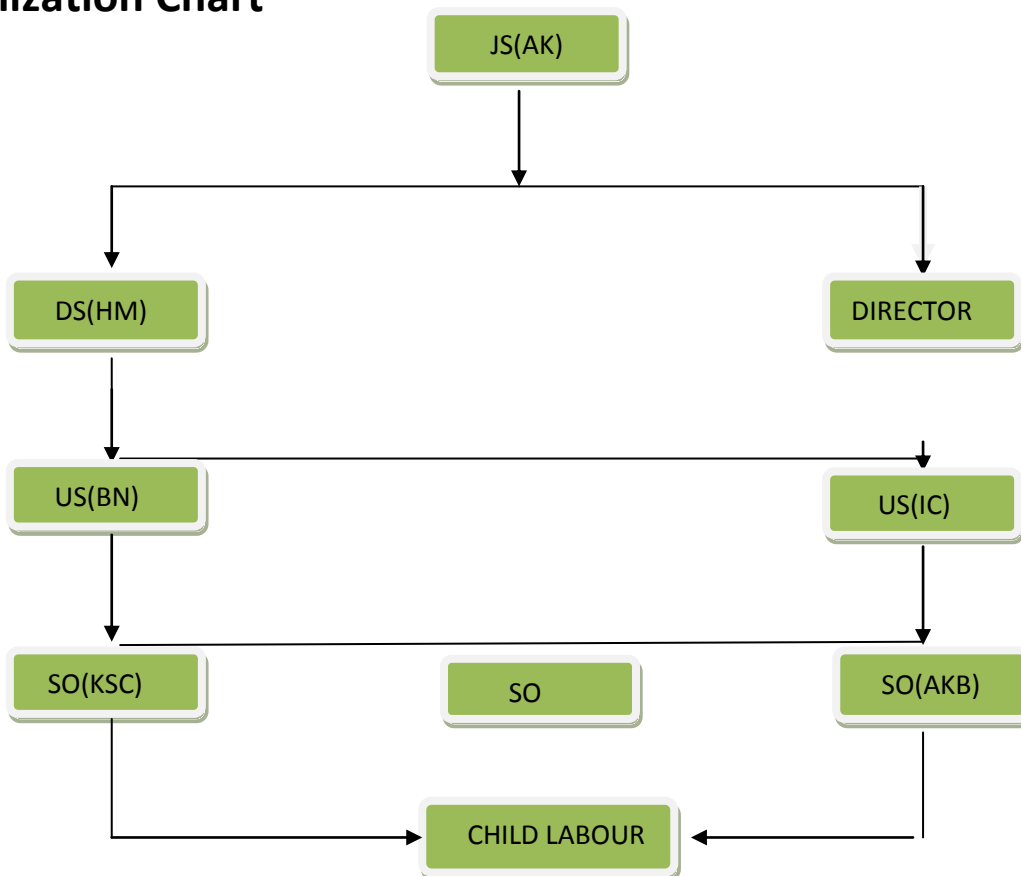 ization Chart
JS(AK)
DS(HM)
DIRECTOR
US(BN)
US(IC)
SO(KSC)
SO
SO(AKB)
CHILD LABOUR